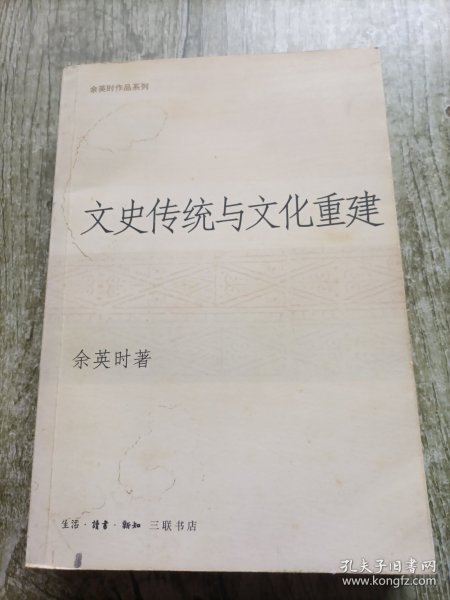 余英时作品系列
文史传统与文化重建
余英时著
生活·讀書·新知 三联书店
孔夫子旧书网
www.kongfz.com